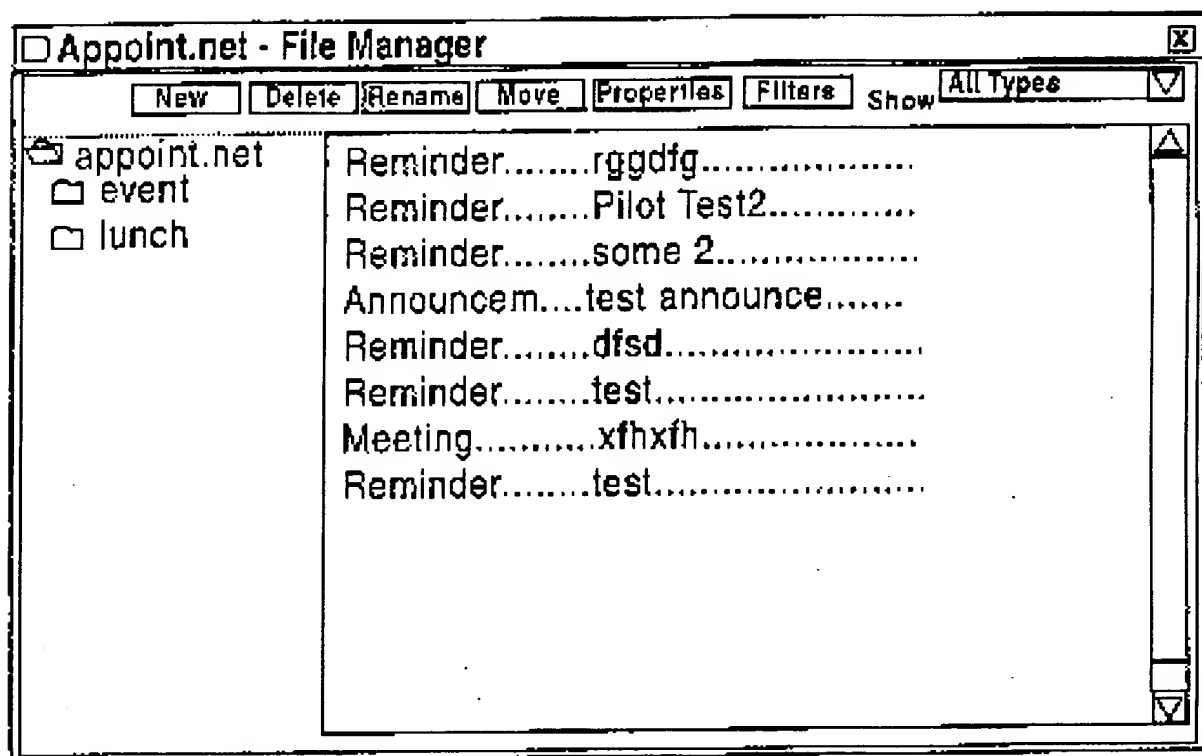 Appoint.net - File Manager X
New Delete Rename Move Properties Filters Show All Types
appoint.net
event
lunch
Reminder........rggdfg...................
Reminder........Pilot Test2.............
Reminder........some 2..................
Announcem....test announce.......
Reminder........dfsd.......................
Reminder........test........................
Meeting...........xfhxfh...................
Reminder........test........................